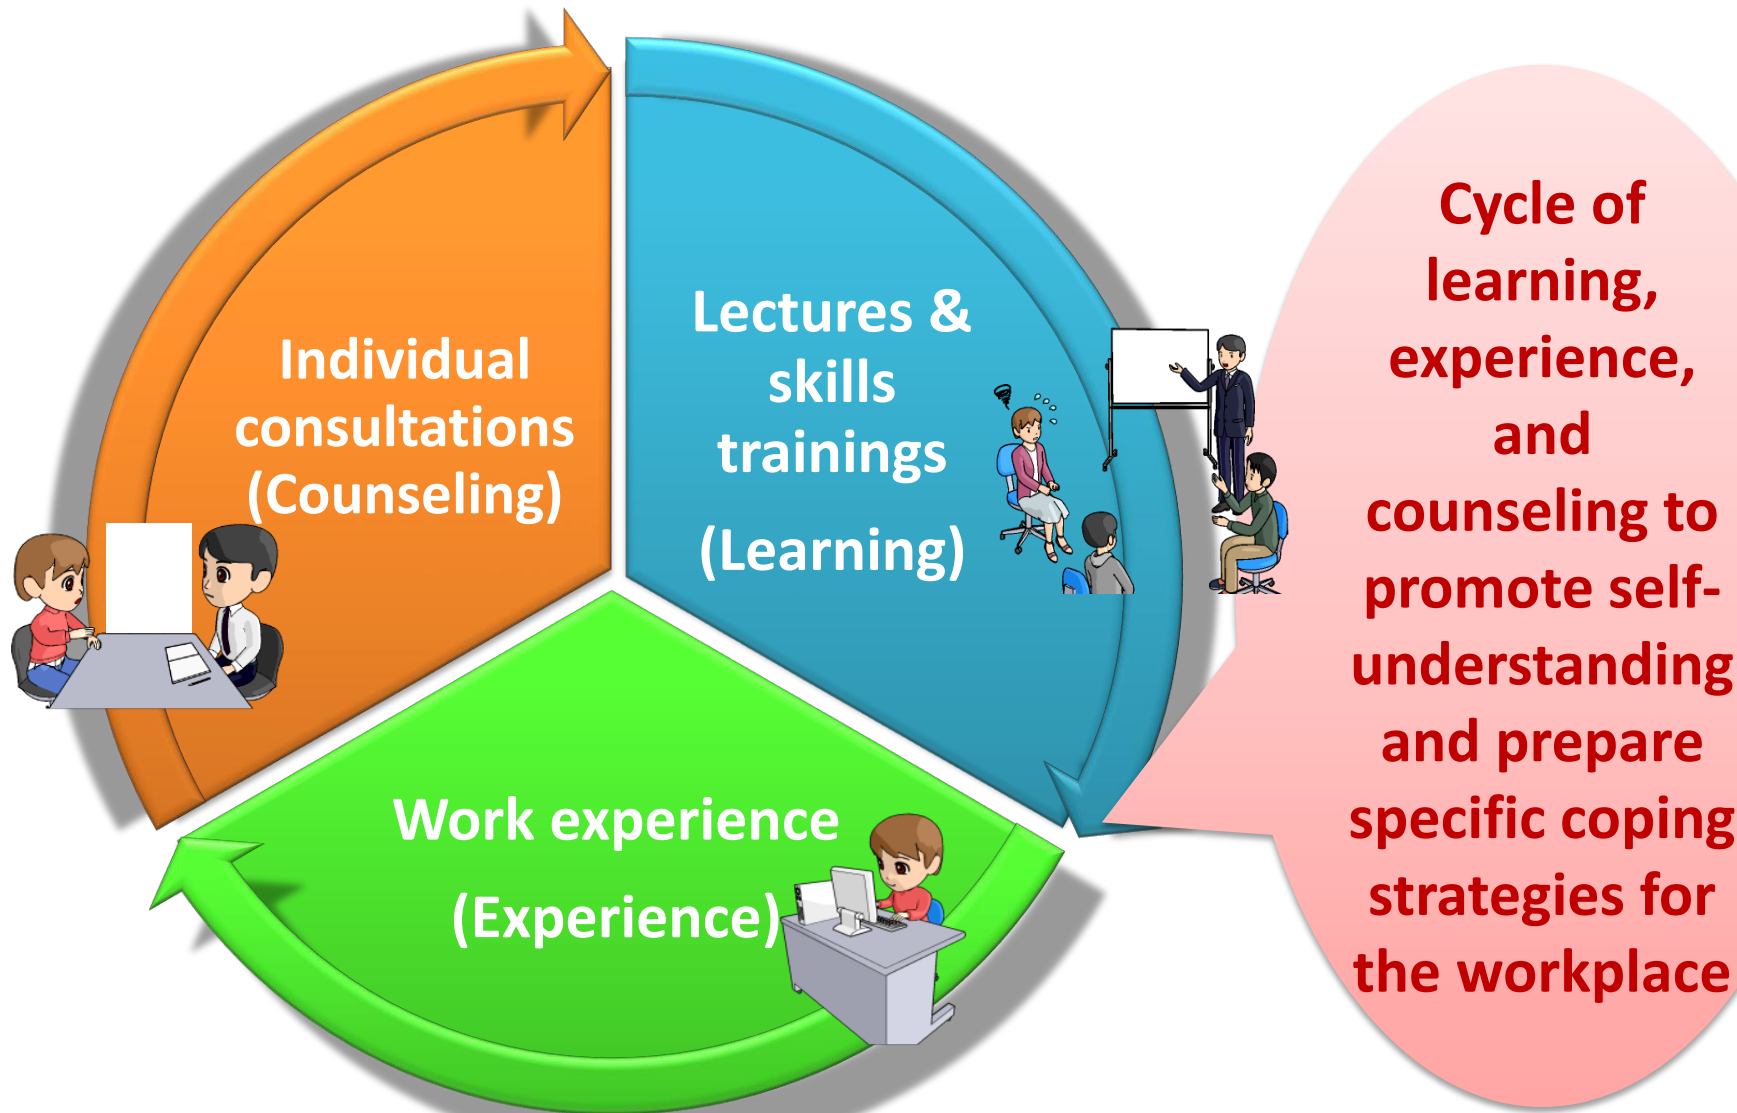 Individual
consultations
(Counseling)
Lectures &
skills
trainings
(Learning)
Work experience
(Experience)
Cycle of
learning,
experience,
and
counseling to
promote self-
understanding
and prepare
specific coping
strategies for
the workplace